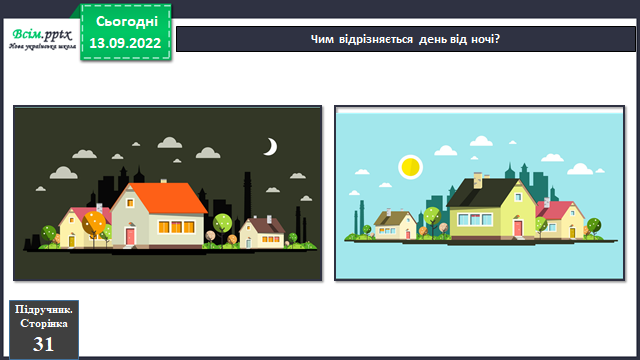 Всім.pptx
Нова українська школа
Сьогодні
13.09.2022
Чим відрізняється день від ночі?
Підручник.
Сторінка
31